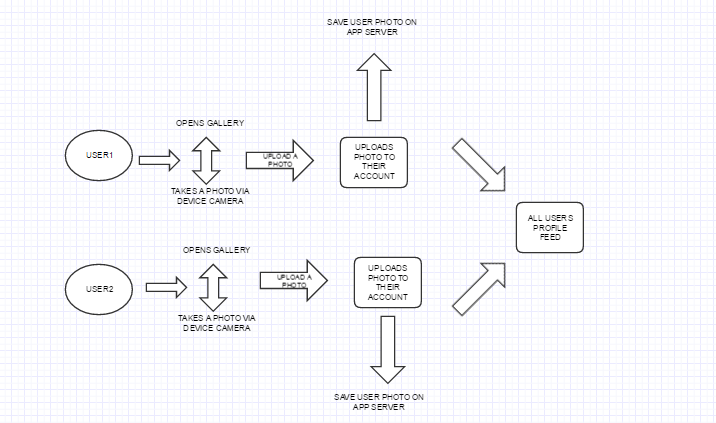 SAVE USER PHOTO ON
APP SERVER
OPENS GALLERY
USER1
UPLOAD A
PHOTO
UPLOADS
PHOTO TO
THEIR
ACCOUNT
TAKES A PHOTO VIA
DEVICE CAMERA
ALL USERS
PROFILE
FEED
OPENS GALLERY
USER2
UPLOAD A
PHOTO
UPLOADS
PHOTO TO
THEIR
ACCOUNT
TAKES A PHOTO VIA
DEVICE CAMERA
SAVE USER PHOTO ON
APP SERVER